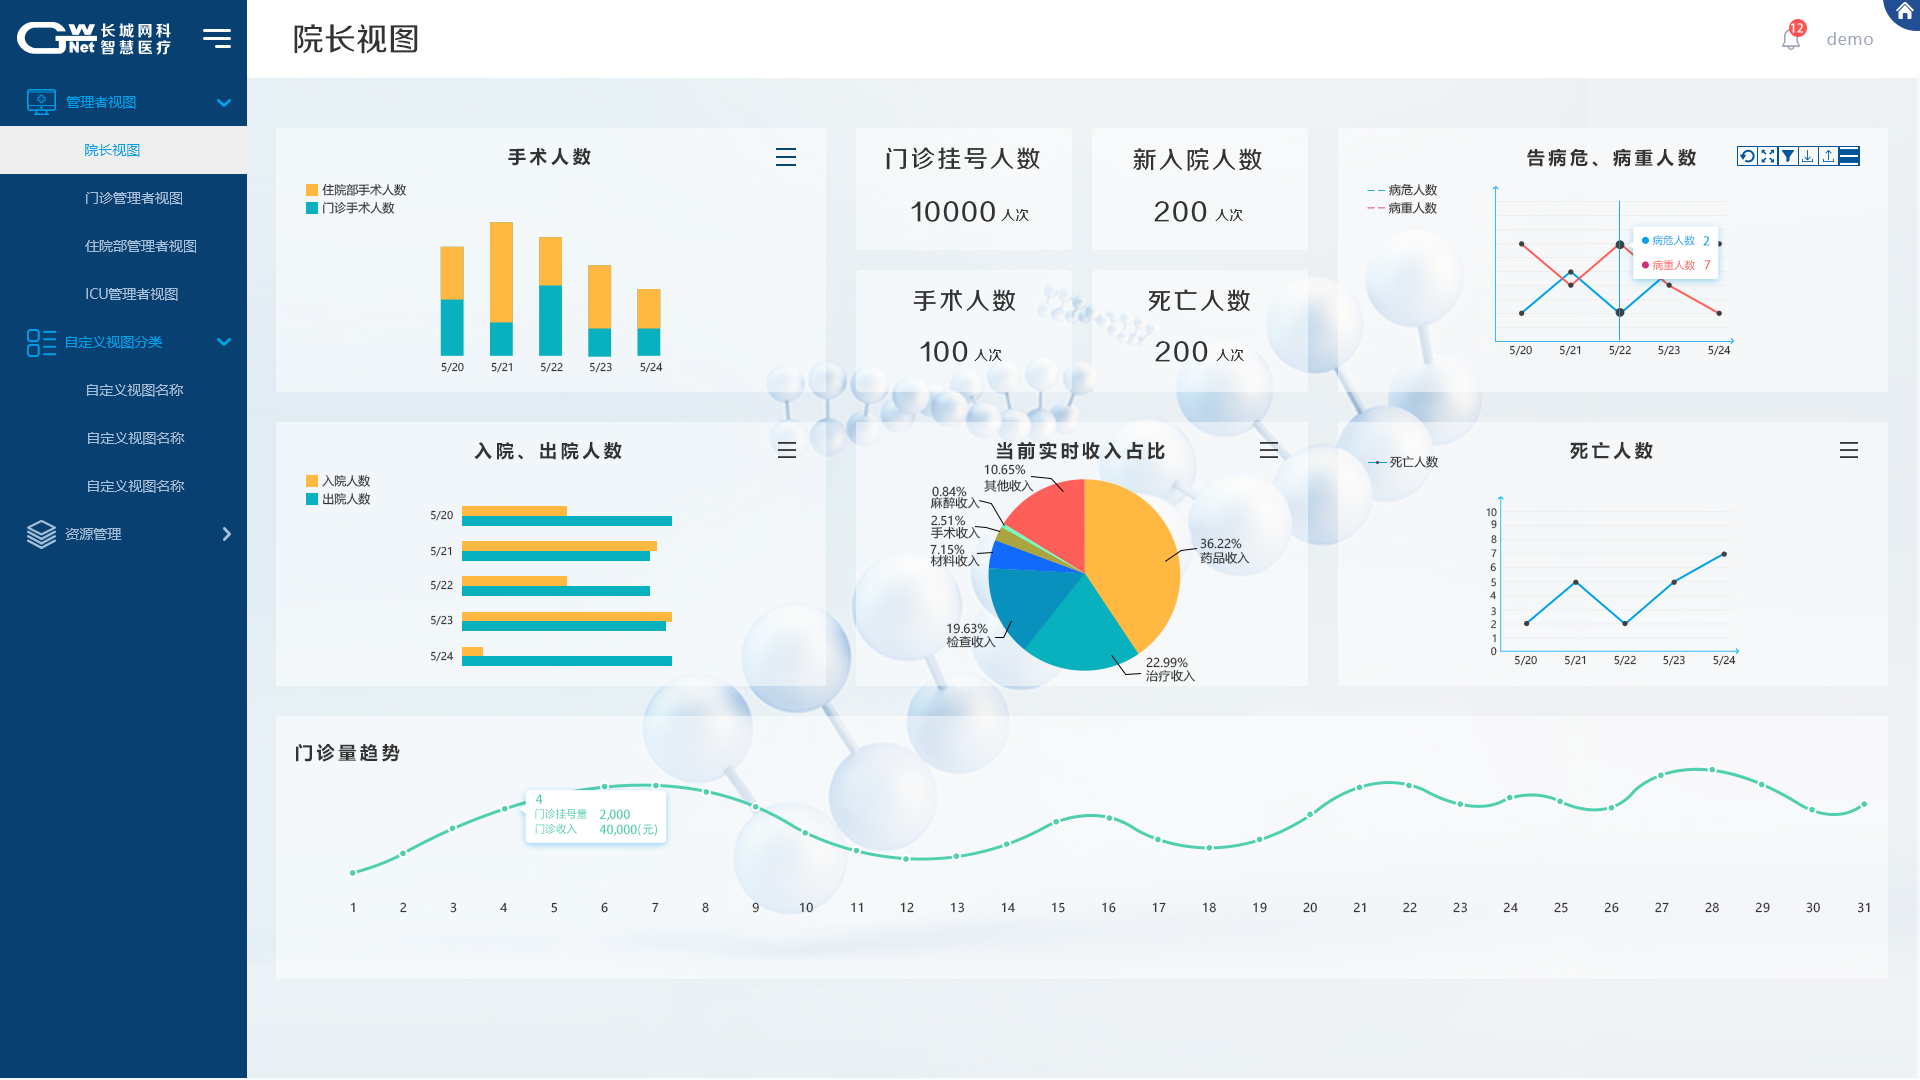 GW Net
长城网科
智慧医疗
院长视图
12
demo
管理者视图
院长视图
门诊管理者视图
住院部管理者视图
ICU管理者视图
自定义视图分类
自定义视图名称
自定义视图名称
自定义视图名称
资源管理
手术人数
住院部手术人数
门诊手术人数
5/20 5/21 5/22 5/23 5/24
门诊挂号人数
10000 人次
新入院人数
200 人次
手术人数
100 人次
死亡人数
200 人次
告病危、病重人数
病危人数
病重人数
病危人数 2
病重人数 7
5/20 5/21 5/22 5/23 5/24
入院、出院人数
入院人数
出院人数
5/20
5/21
5/22
5/23
5/24
当前实时收入占比
10.65%
其他收入
0.84%
麻醉收入
2.51%
手术收入
7.15%
材料收入
19.63%
检查收入
36.22%
药品收入
22.99%
治疗收入
死亡人数
死亡人数
10
9
8
7
6
5
4
3
2
1
0
5/20 5/21 5/22 5/23 5/24
门诊量趋势
4
门诊挂号量 2,000
门诊收入 40,000(元)
1 2 3 4 5 6 7 8 9 10 11 12 13 14 15 16 17 18 19 20 21 22 23 24 25 26 27 28 29 30 31